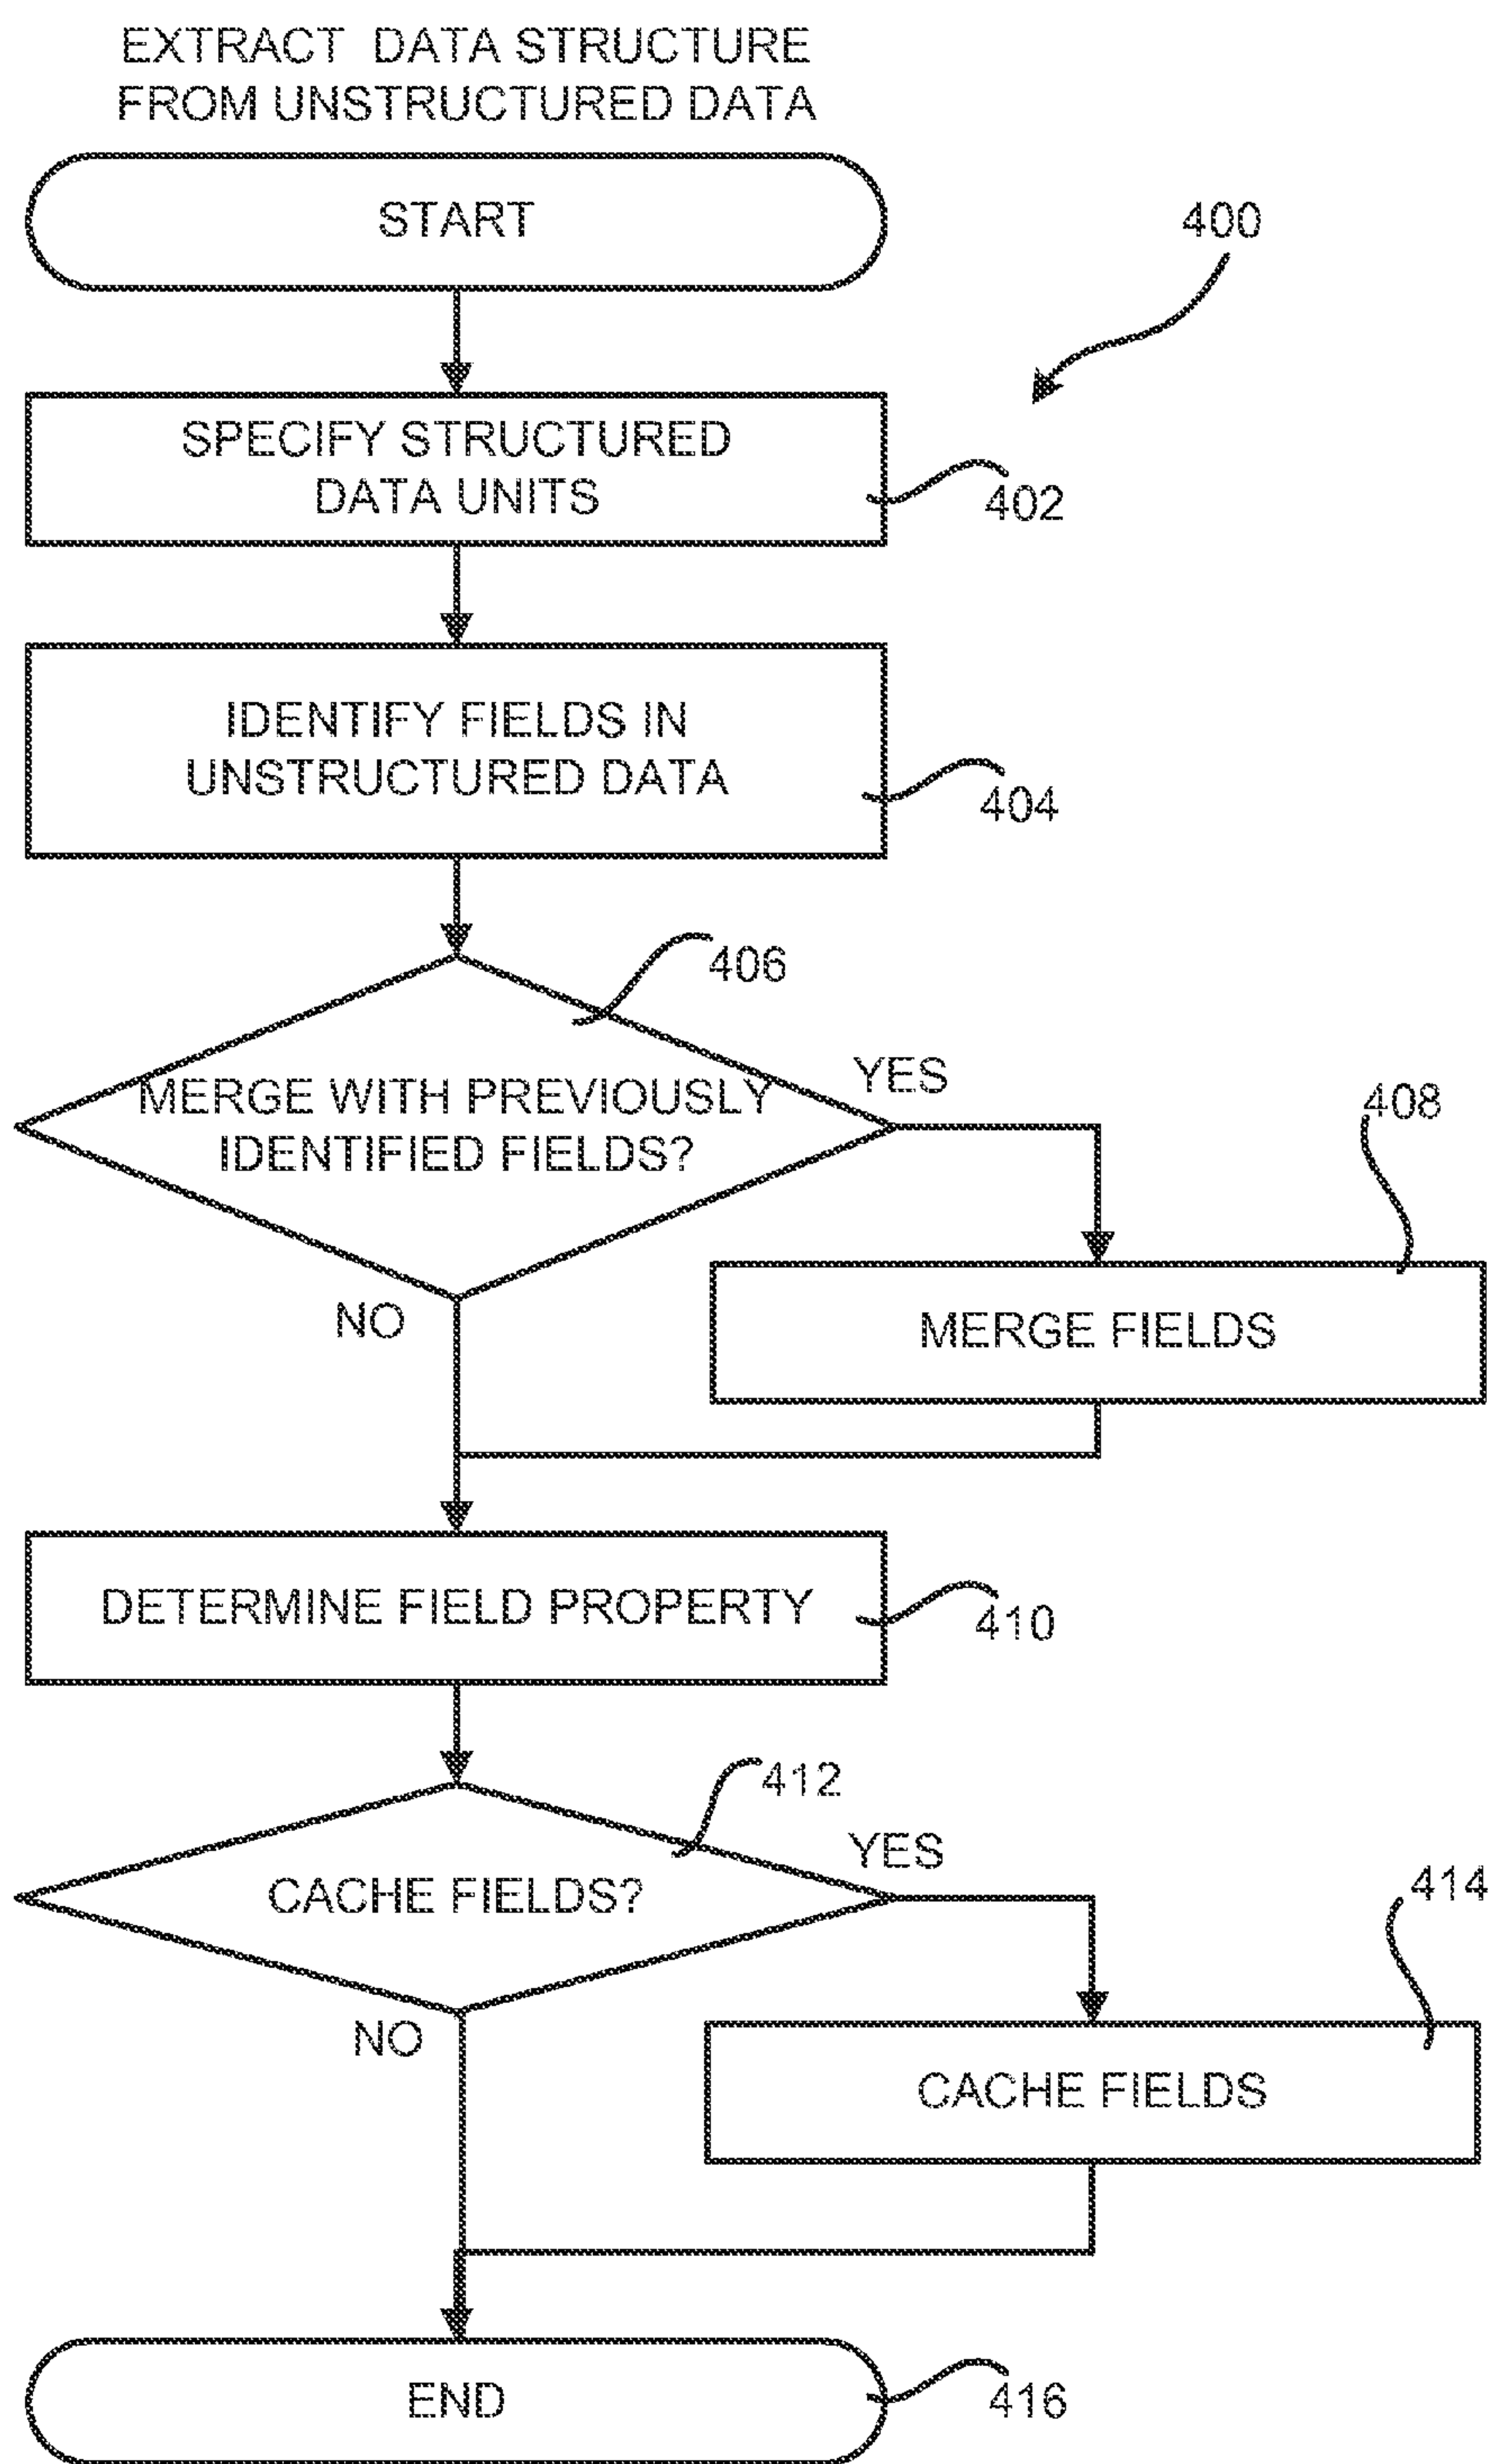 EXTRACT DATA STRUCTURE
FROM UNSTRUCTURED DATA
START
400
SPECIFY STRUCTURED
DATA UNITS
402
IDENTIFY FIELDS IN
UNSTRUCTURED DATA
404
406
MERGE WITH PREVIOUSLY
IDENTIFIED FIELDS?
YES
408
NO
MERGE FIELDS
DETERMINE FIELD PROPERTY
410
412
CACHE FIELDS?
YES
414
NO
CACHE FIELDS
END
416